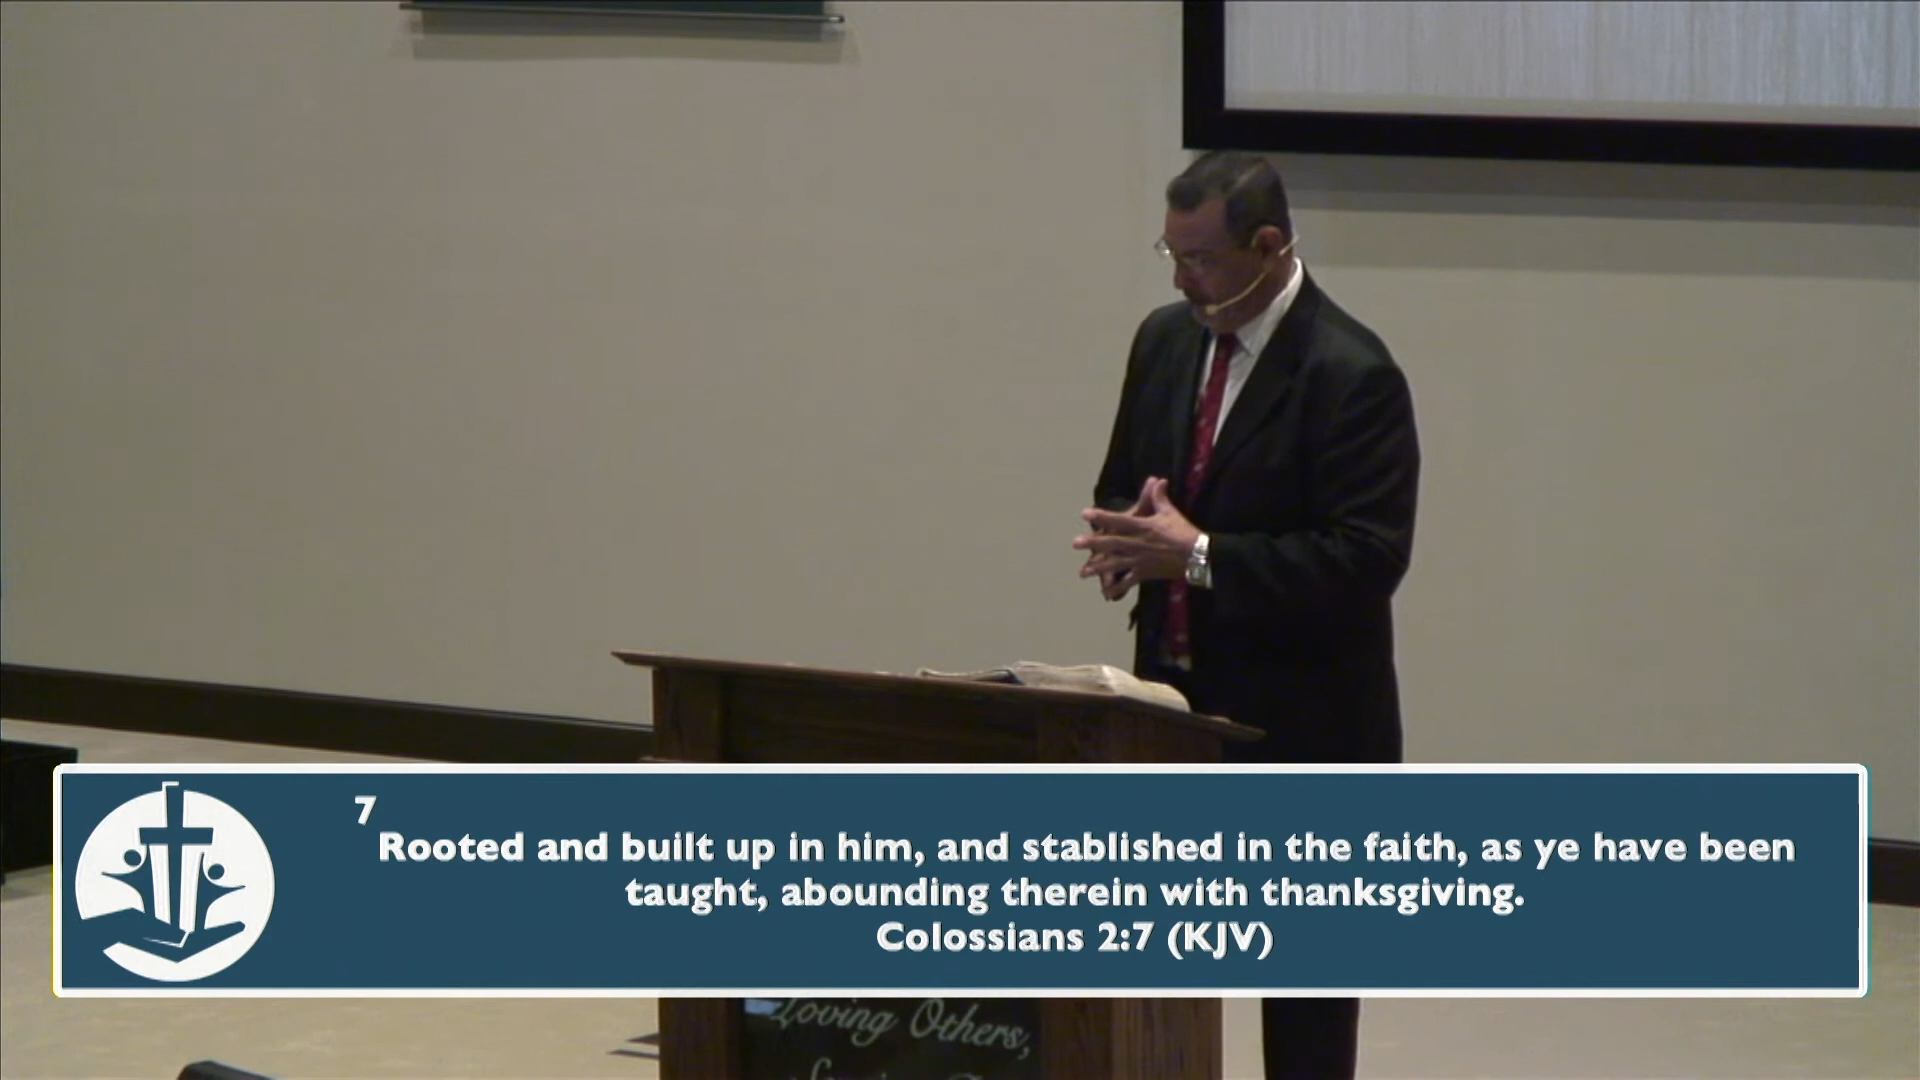 7
Rooted and built up in him, and stablished in the faith, as ye have been
taught, abounding therein with thanksgiving.
Colossians 2:7 (KJV)
Loving Others,